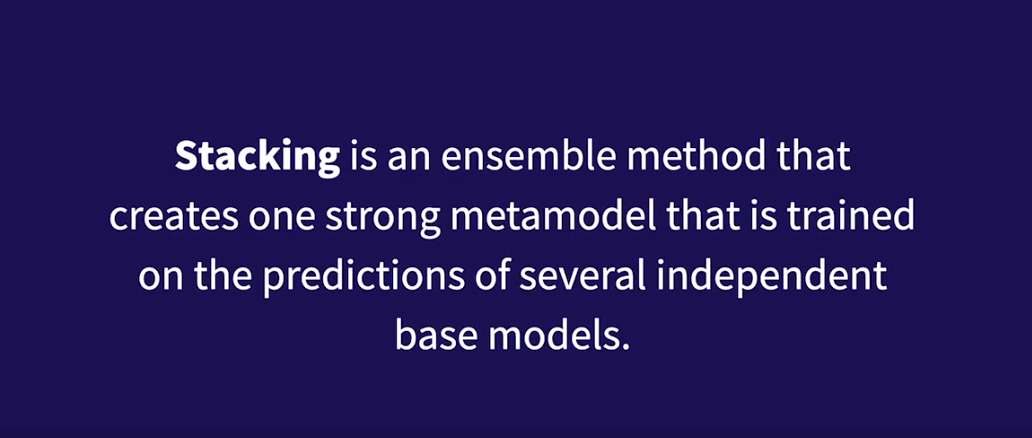 Stacking is an ensemble method that
creates one strong metamodel that is trained
on the predictions of several independent
base models.